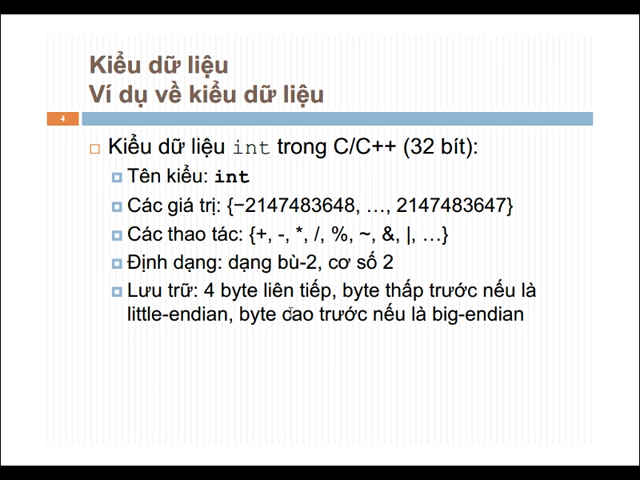 Kiểu dữ liệu
Ví dụ về kiểu dữ liệu
4
Kiểu dữ liệu int trong C/C++ (32 bít):
Tên kiểu: int
Các giá trị: {−2147483648, …, 2147483647}
Các thao tác: {+, -, *, /, %, ~, &, |, …}
Định dạng: dạng bù-2, cơ số 2
Lưu trữ: 4 byte liên tiếp, byte thấp trước nếu là
little-endian, byte cao trước nếu là big-endian